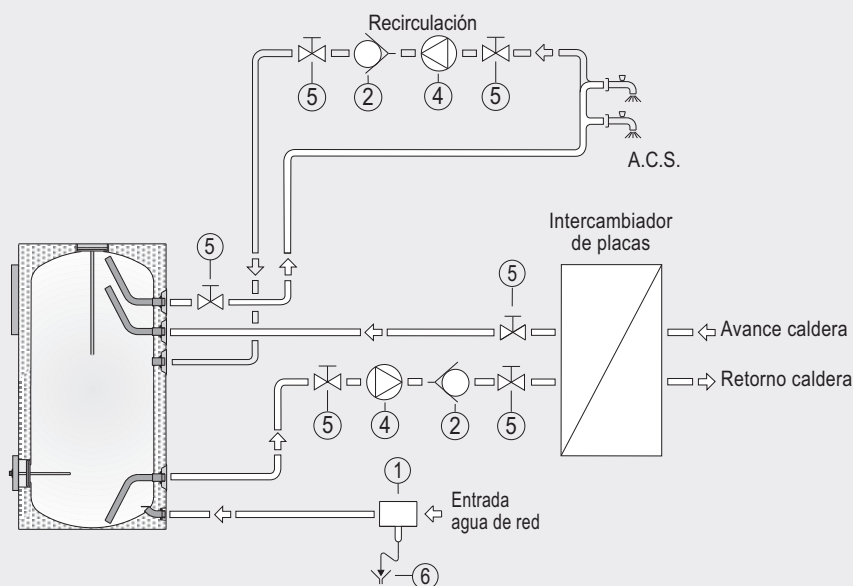 Recirculación
5 2 4 5
A.C.S.
Intercambiador
de placas
5
5
Avance caldera
Retorno caldera
5 4 2 5
1
Entrada
agua de red
6